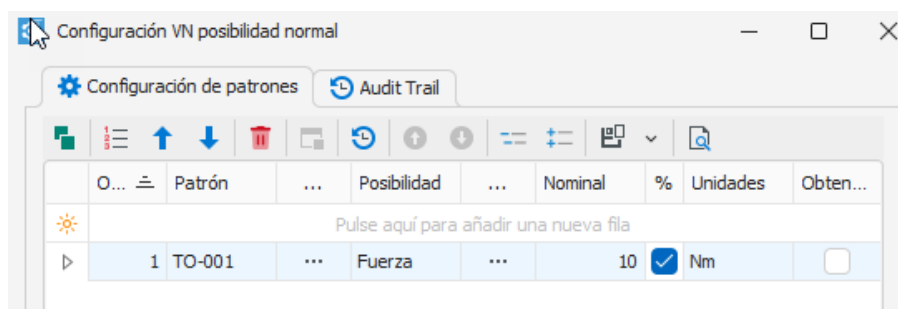 Configuración VN posibilidad normal
Configuración de patrones Audit Trail
O... Patrón ... Posibilidad ... Nominal % Unidades Obten...
Pulse aquí para añadir una nueva fila
1 TO-001 ... Fuerza ... 10 Nm